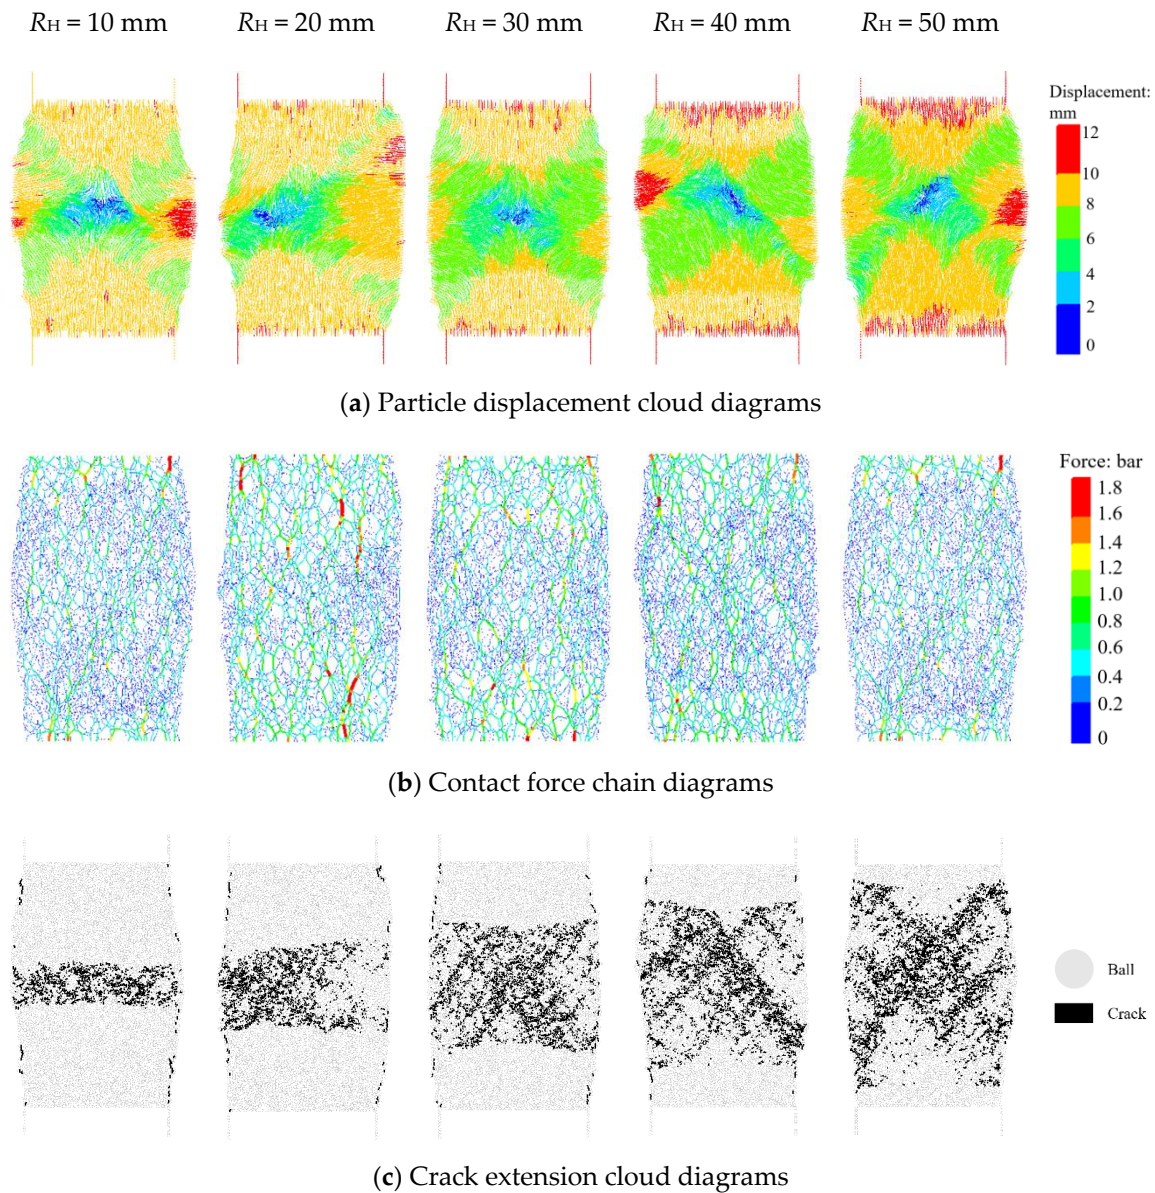 RH = 10 mm RH = 20 mm RH = 30 mm RH = 40 mm RH = 50 mm
Displacement:
mm
12
10
8
6
4
2
0
(a) Particle displacement cloud diagrams
Force: bar
1.8
1.6
1.4
1.2
1.0
0.8
0.6
0.4
0.2
0
(b) Contact force chain diagrams
Ball
Crack
(c) Crack extension cloud diagrams